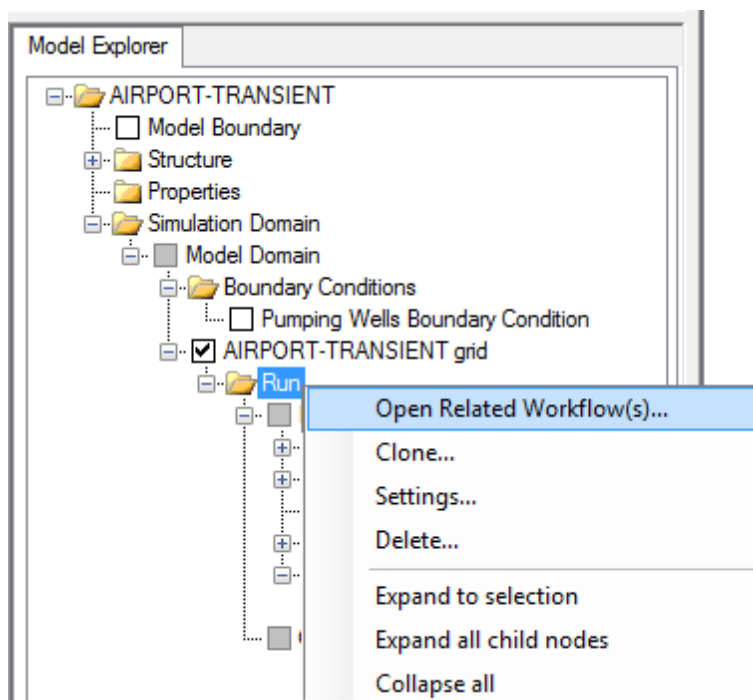 Model Explorer
AIRPORT-TRANSIENT
Model Boundary
Structure
Properties
Simulation Domain
Model Domain
Boundary Conditions
Pumping Wells Boundary Condition
AIRPORT-TRANSIENT grid
Run
Open Related Workflow(s)...
Clone...
Settings...
Delete...
Expand to selection
Expand all child nodes
Collapse all